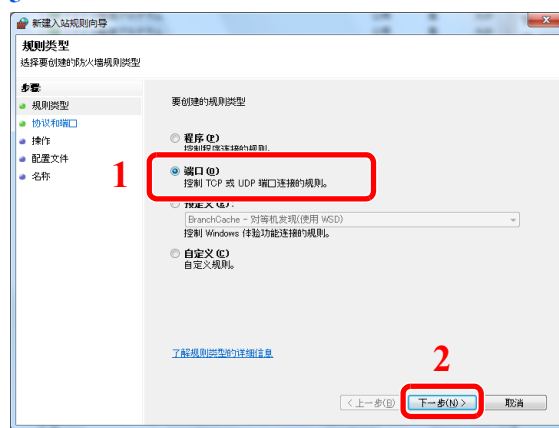 新建入站规则向导
规则类型
选择要创建的防火墙规则类型
步骤:
规则类型
协议和端口
操作
配置文件
名称
要创建的规则类型
程序(P)
控制程序连接的规则。
1
端口(O)
控制 TCP 或 UDP 端口连接的规则。
预定义(E):
BranchCache - 对等机发现(使用 WSD)
控制 Windows 体验功能连接的规则。
自定义(C)
自定义规则。
了解规则类型的详细信息
2
< 上一步(B)
下一步(N) >
取消